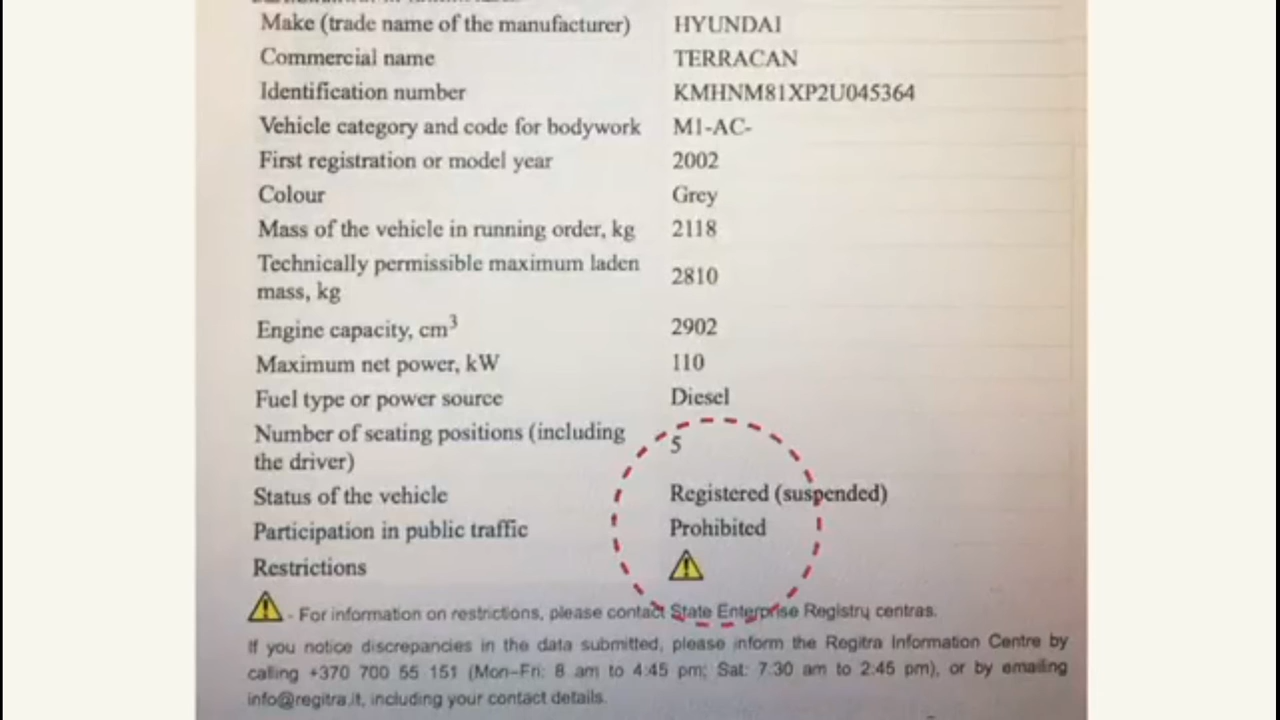 Make (trade name of the manufacturer) HYUNDAI
Commercial name TERRACAN
Identification number KMHNM81XP2U045364
Vehicle category and code for bodywork M1-AC-
First registration or model year 2002
Colour Grey
Mass of the vehicle in running order, kg 2118
Technically permissible maximum laden
mass, kg 2810
Engine capacity, cm³ 2902
Maximum net power, kW 110
Fuel type or power source Diesel
Number of seating positions (including
the driver) 5
Status of the vehicle Registered (suspended)
Participation in public traffic Prohibited
Restrictions
- For information on restrictions, please contact State Enterprise Registry centras.
If you notice discrepancies in the data submitted, please inform the Regitra Information Centre by
calling +370 700 55 151 (Mon–Fri: 8 am to 4:45 pm; Sat: 7:30 am to 2:45 pm), or by emailing
info@regitra.lt, including your contact details.